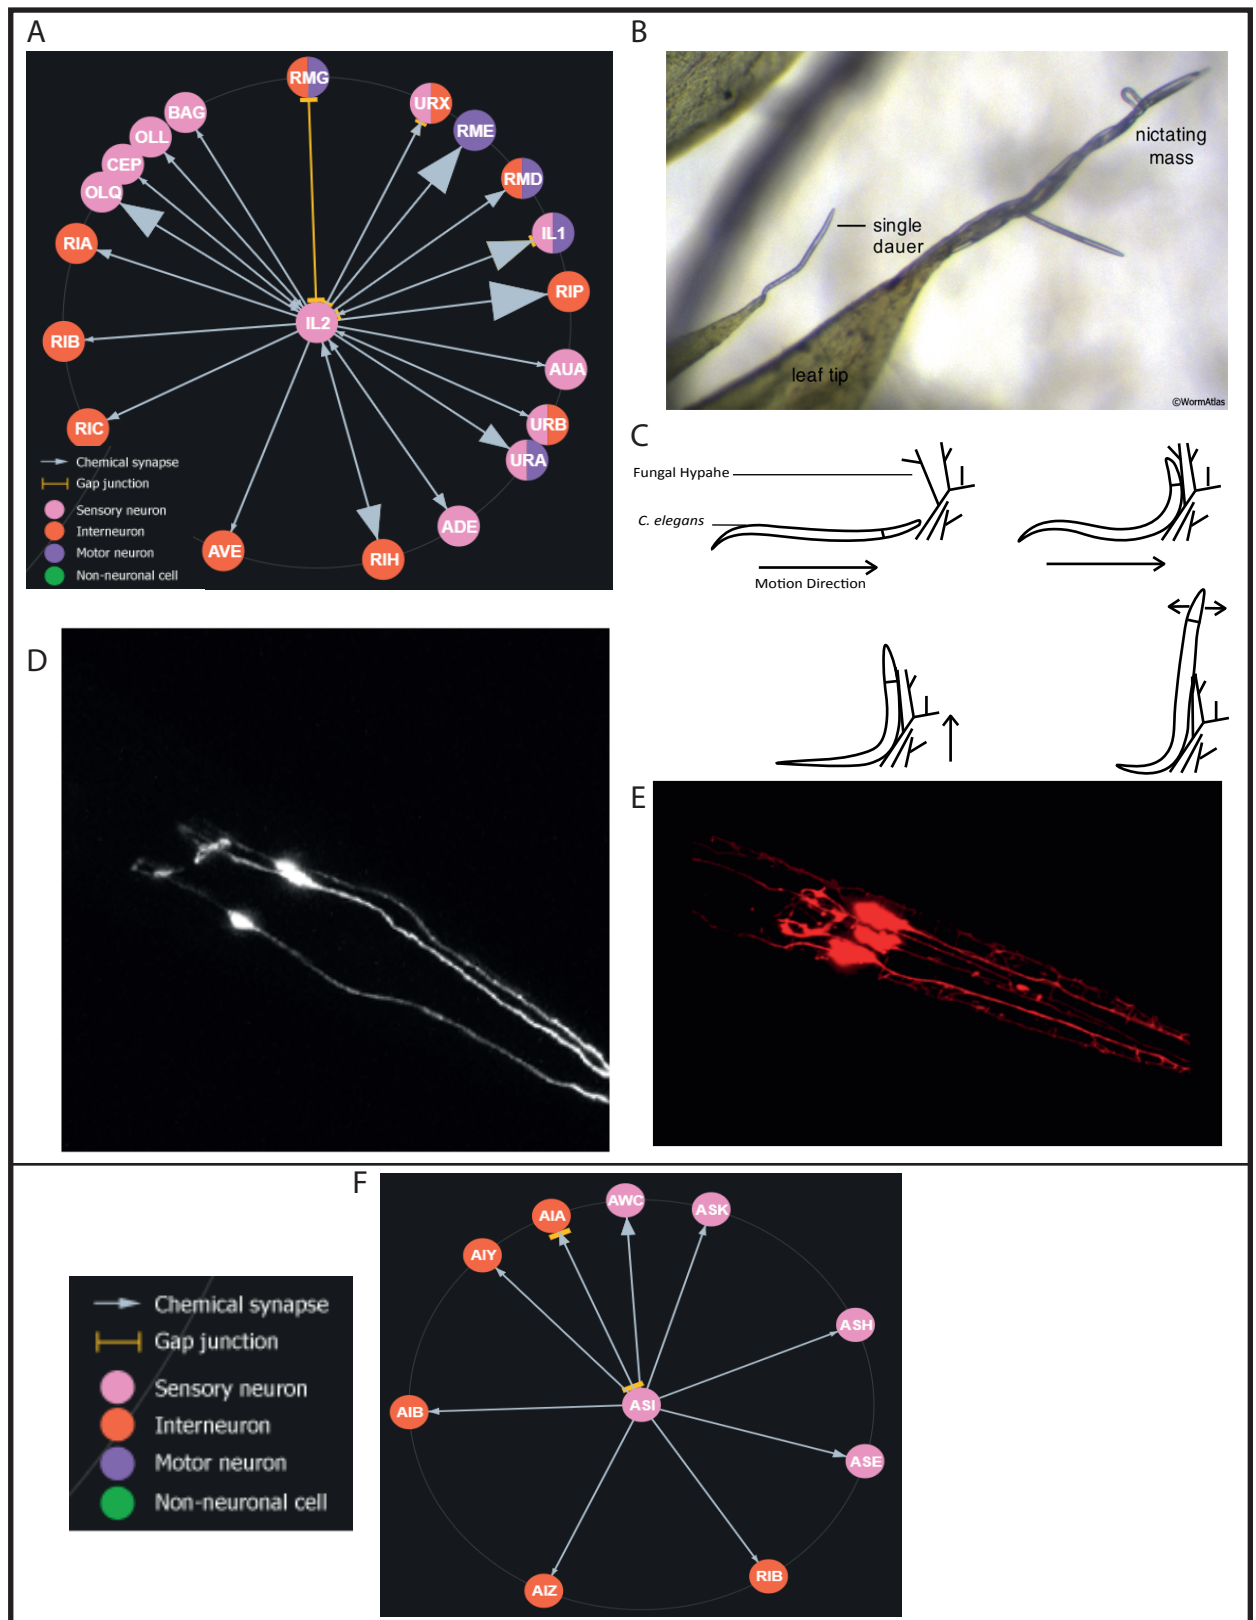 A
RMG
URX
RME
BAG
OLL
CEP
OLQ
RMD
IL1
RIA
RIP
IL2
RIB
AUA
RIC
URB
URA
ADE
AVE
RIH
Chemical synapse
Gap junction
Sensory neuron
Interneuron
Motor neuron
Non-neuronal cell
B
nictating
mass
single
dauer
leaf tip
©WormAtlas
C
Fungal Hypahe
C. elegans
Motion Direction
D
E
F
Chemical synapse
Gap junction
Sensory neuron
Interneuron
Motor neuron
Non-neuronal cell
AIA
AWC
ASK
AIY
ASH
ASI
AIB
ASE
AIZ
RIB